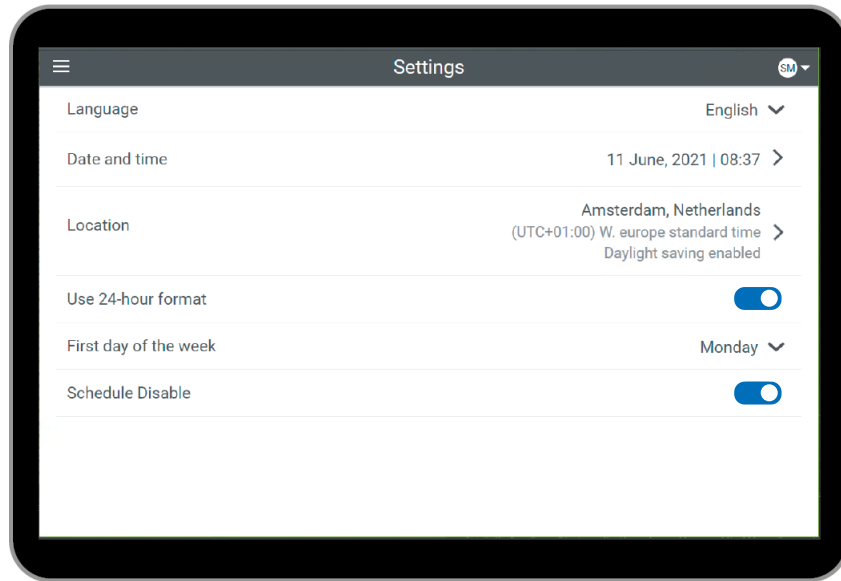 Settings
SM
Language
English
Date and time
11 June, 2021 | 08:37
Location
Amsterdam, Netherlands
(UTC+01:00) W. europe standard time
Daylight saving enabled
Use 24-hour format
First day of the week
Monday
Schedule Disable